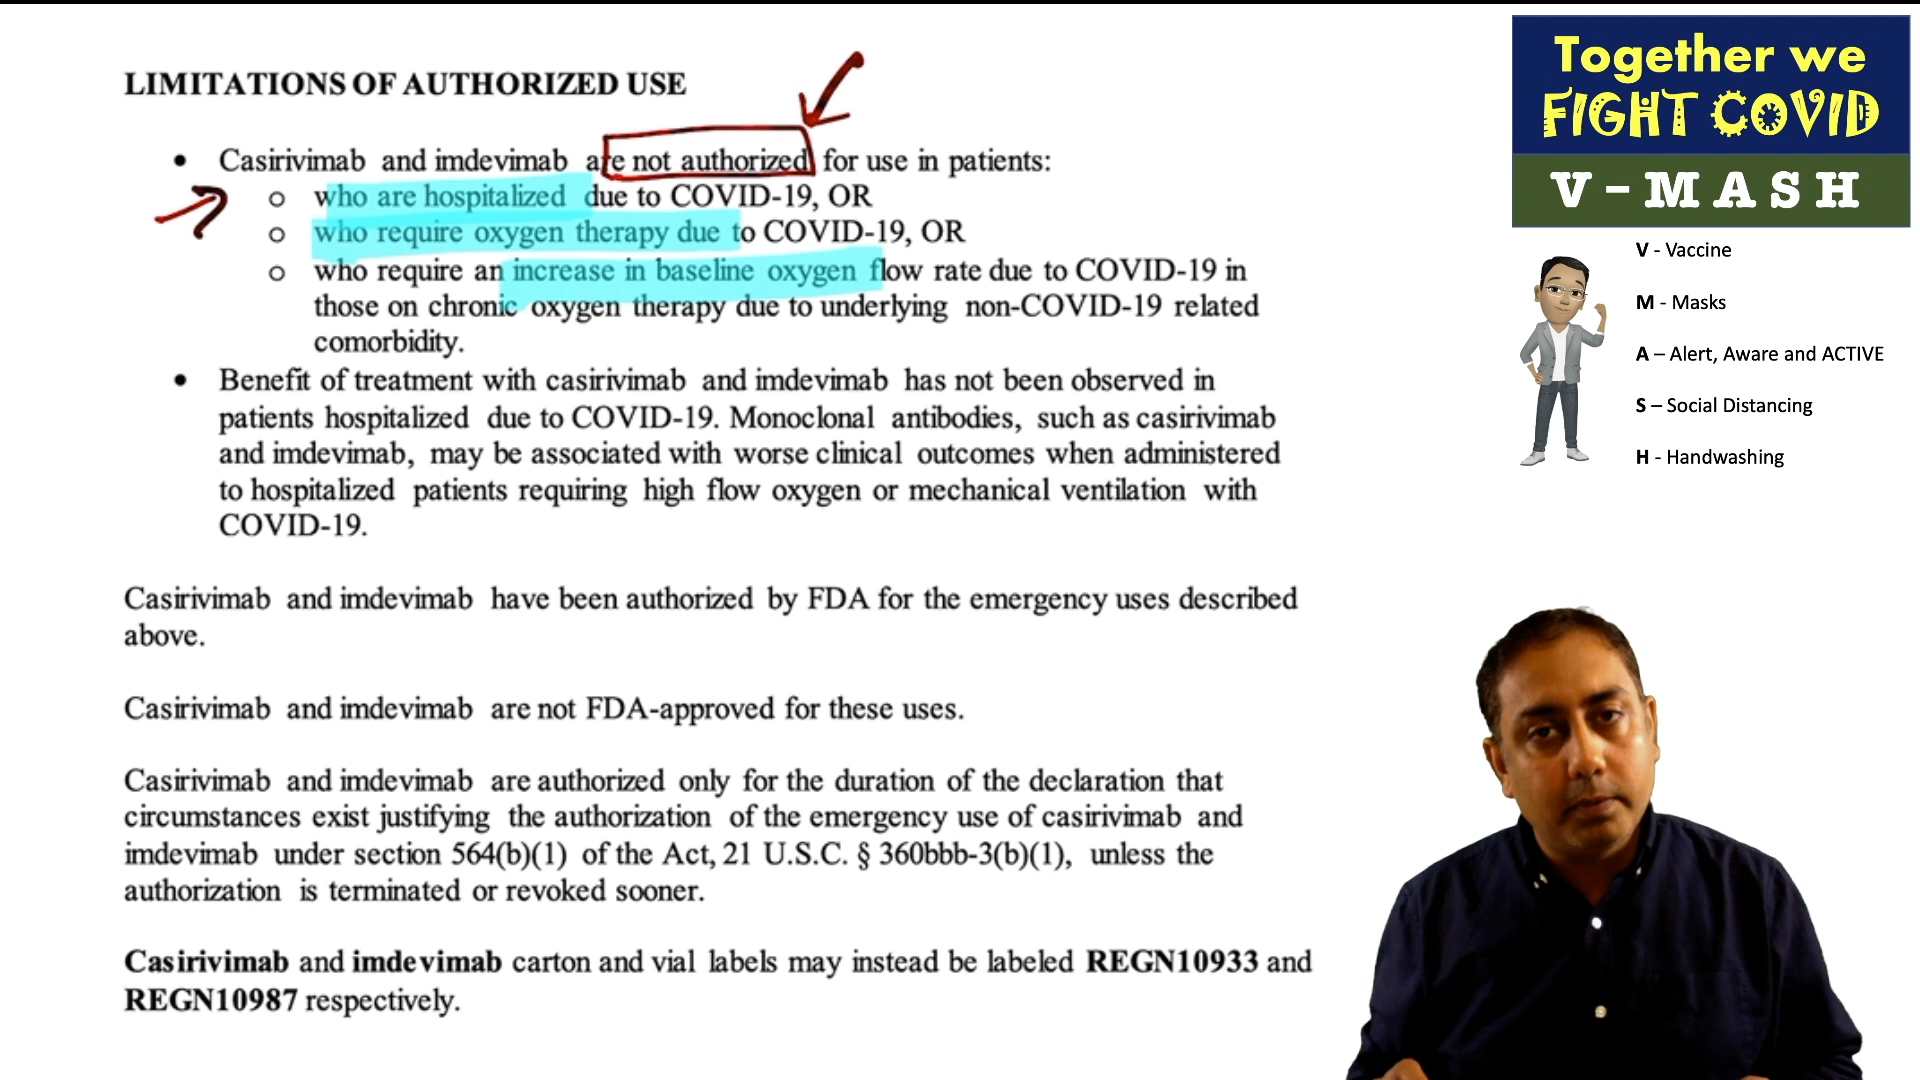 LIMITATIONS OF AUTHORIZED USE
• Casirivimab and imdevimab are not authorized for use in patients:
o who are hospitalized due to COVID-19, OR
o who require oxygen therapy due to COVID-19, OR
o who require an increase in baseline oxygen flow rate due to COVID-19 in
those on chronic oxygen therapy due to underlying non-COVID-19 related
comorbidity.
• Benefit of treatment with casirivimab and imdevimab has not been observed in
patients hospitalized due to COVID-19. Monoclonal antibodies, such as casirivimab
and imdevimab, may be associated with worse clinical outcomes when administered
to hospitalized patients requiring high flow oxygen or mechanical ventilation with
COVID-19.
Casirivimab and imdevimab have been authorized by FDA for the emergency uses described
above.
Casirivimab and imdevimab are not FDA-approved for these uses.
Casirivimab and imdevimab are authorized only for the duration of the declaration that
circumstances exist justifying the authorization of the emergency use of casirivimab and
imdevimab under section 564(b)(1) of the Act, 21 U.S.C. § 360bbb-3(b)(1), unless the
authorization is terminated or revoked sooner.
Casirivimab and imdevimab carton and vial labels may instead be labeled REGN10933 and
REGN10987 respectively.
Together we
FIGHT COVID
V-MASH
V - Vaccine
M - Masks
A – Alert, Aware and ACTIVE
S – Social Distancing
H - Handwashing